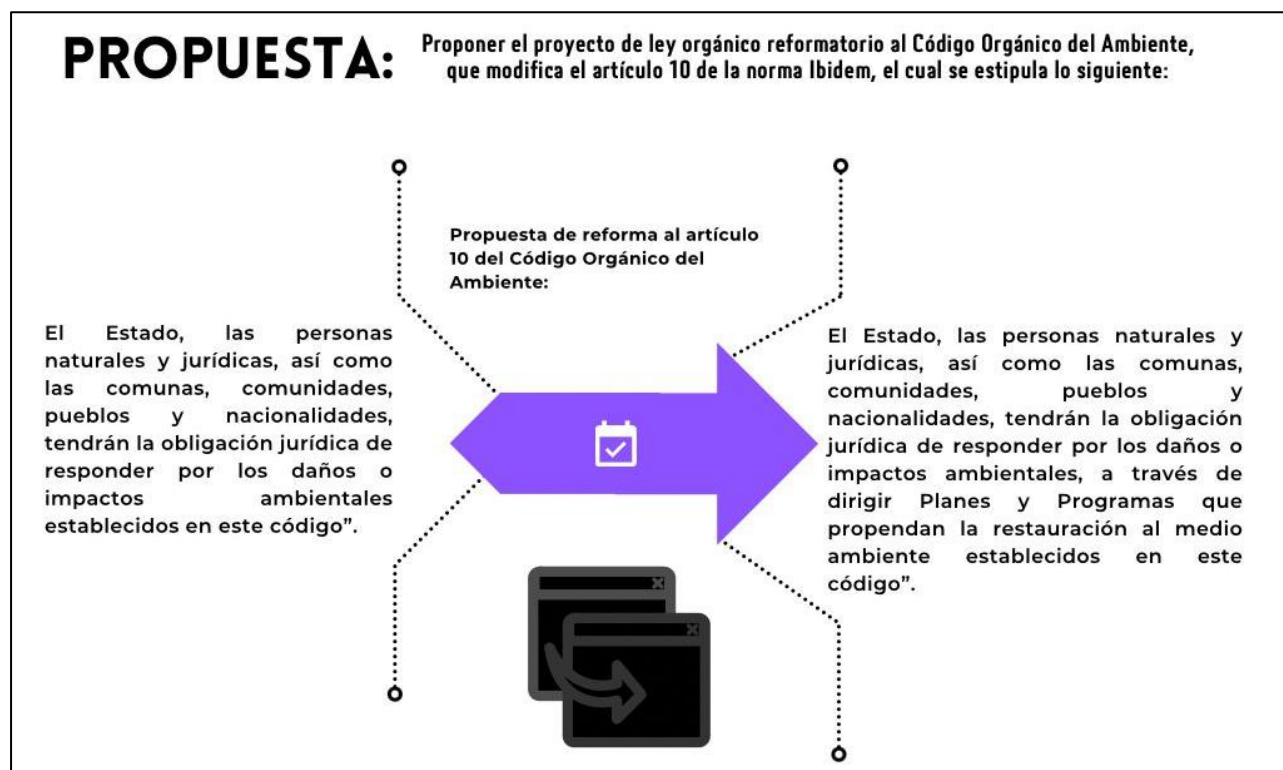 PROPUESTA:
Proponer el proyecto de ley orgánico reformatorio al Código Orgánico del Ambiente,
que modifica el artículo 10 de la norma Ibidem, el cual se estipula lo siguiente:
Propuesta de reforma al artículo
10 del Código Orgánico del
Ambiente:
El Estado, las personas
naturales y jurídicas, así como
las comunas, comunidades,
pueblos y nacionalidades,
tendrán la obligación jurídica de
responder por los daños o
impactos ambientales
establecidos en este código”.
El Estado, las personas naturales y
jurídicas, así como las comunas,
comunidades, pueblos y
nacionalidades, tendrán la obligación
jurídica de responder por los daños o
impactos ambientales, a través de
dirigir Planes y Programas que
propendan la restauración al medio
ambiente establecidos en este
código”.